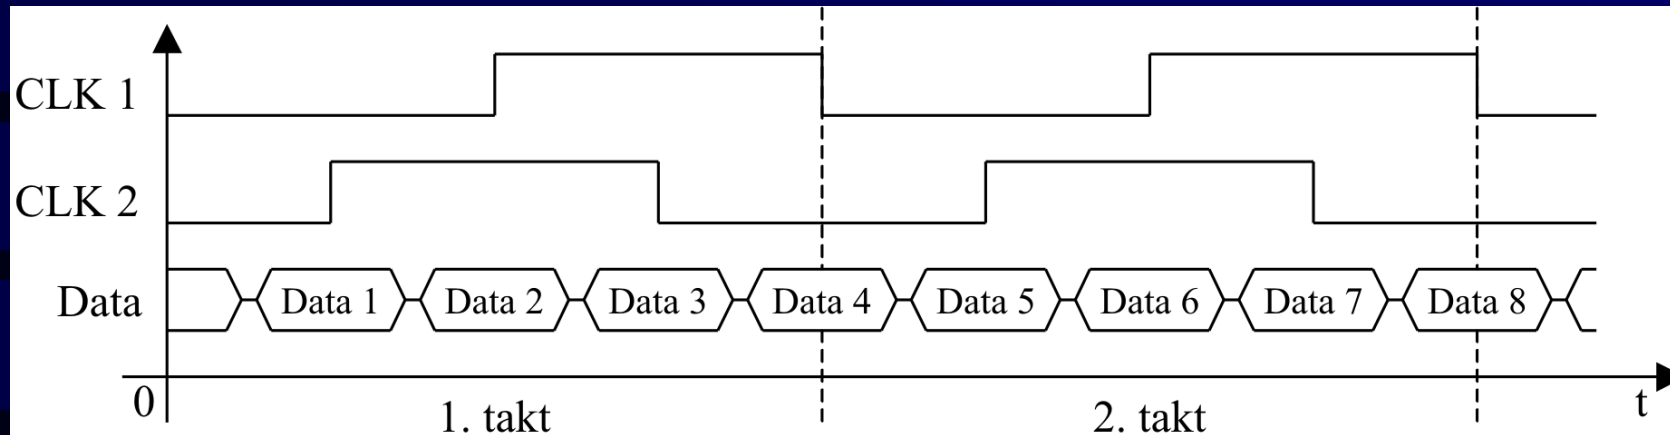 CLK 1
CLK 2
Data
Data 1 Data 2 Data 3 Data 4 Data 5 Data 6 Data 7 Data 8
0
t
1. takt
2. takt